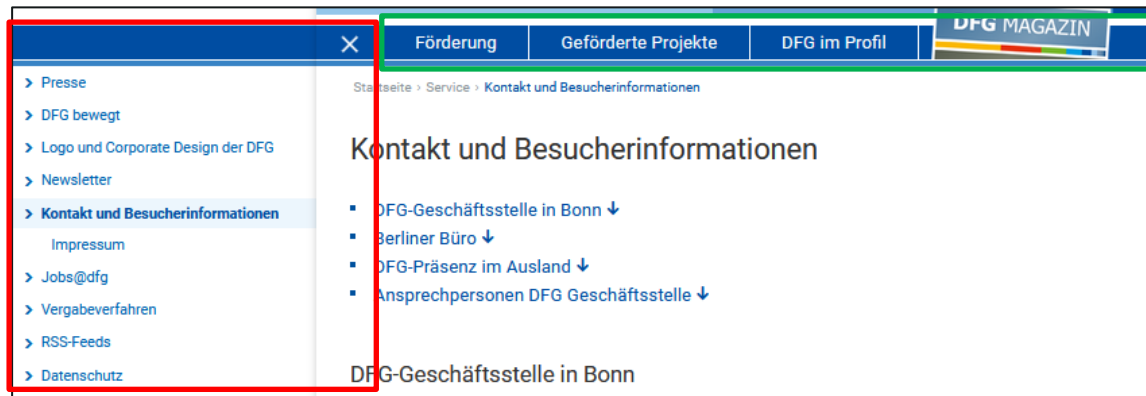 Förderung
Geförderte Projekte
DFG im Profil
DFG MAGAZIN
Presse
DFG bewegt
Logo und Corporate Design der DFG
Newsletter
Kontakt und Besucherinformationen
Impressum
Jobs@dfg
Vergabeverfahren
RSS-Feeds
Datenschutz
Startseite › Service › Kontakt und Besucherinformationen
Kontakt und Besucherinformationen
DFG-Geschäftsstelle in Bonn
Berliner Büro
DFG-Präsenz im Ausland
Ansprechpersonen DFG Geschäftsstelle
DFG-Geschäftsstelle in Bonn